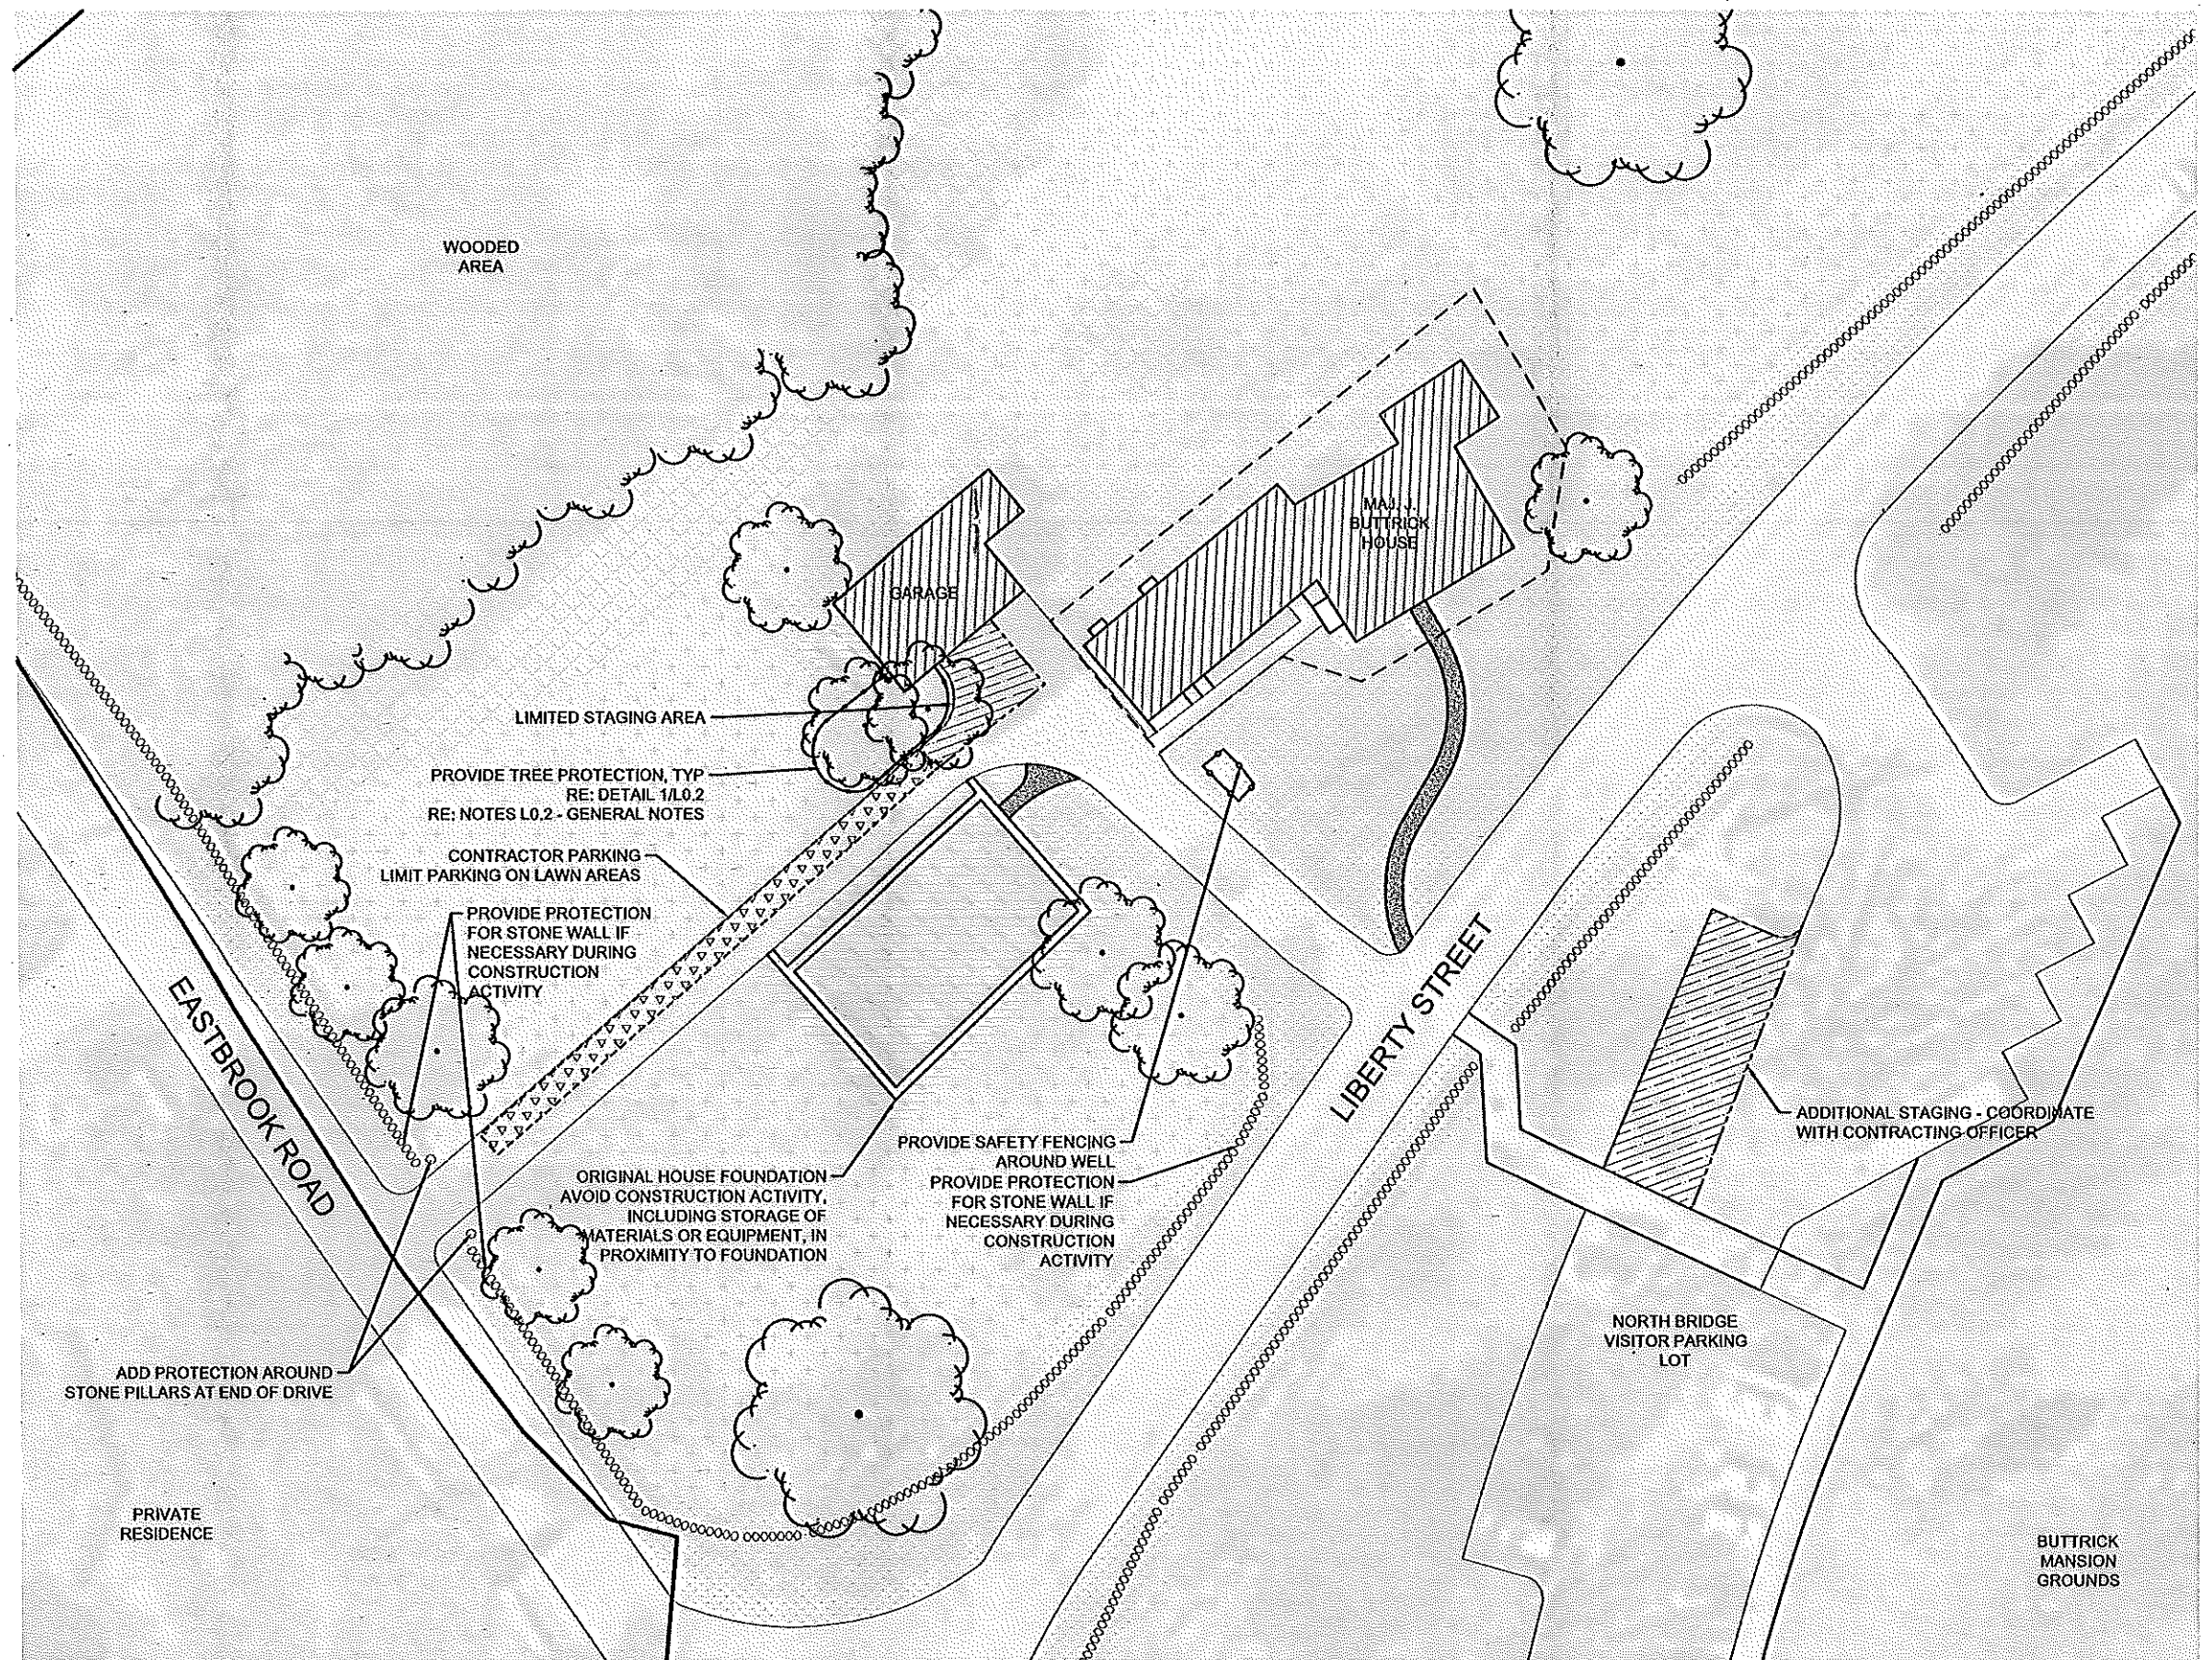 WOODED
AREA
MAJ. J.
BUTTRICK
HOUSE
GARAGE
LIMITED STAGING AREA
PROVIDE TREE PROTECTION, TYP
RE: DETAIL 1/L0.2
RE: NOTES L0.2 - GENERAL NOTES
CONTRACTOR PARKING
LIMIT PARKING ON LAWN AREAS
PROVIDE PROTECTION
FOR STONE WALL IF
NECESSARY DURING
CONSTRUCTION
ACTIVITY
EASTBROOK ROAD
LIBERTY STREET
ORIGINAL HOUSE FOUNDATION
AVOID CONSTRUCTION ACTIVITY,
INCLUDING STORAGE OF
MATERIALS OR EQUIPMENT, IN
PROXIMITY TO FOUNDATION
PROVIDE SAFETY FENCING
AROUND WELL
PROVIDE PROTECTION
FOR STONE WALL IF
NECESSARY DURING
CONSTRUCTION
ACTIVITY
ADDITIONAL STAGING - COORDINATE
WITH CONTRACTING OFFICER
ADD PROTECTION AROUND
STONE PILLARS AT END OF DRIVE
NORTH BRIDGE
VISITOR PARKING
LOT
PRIVATE
RESIDENCE
BUTTRICK
MANSION
GROUNDS